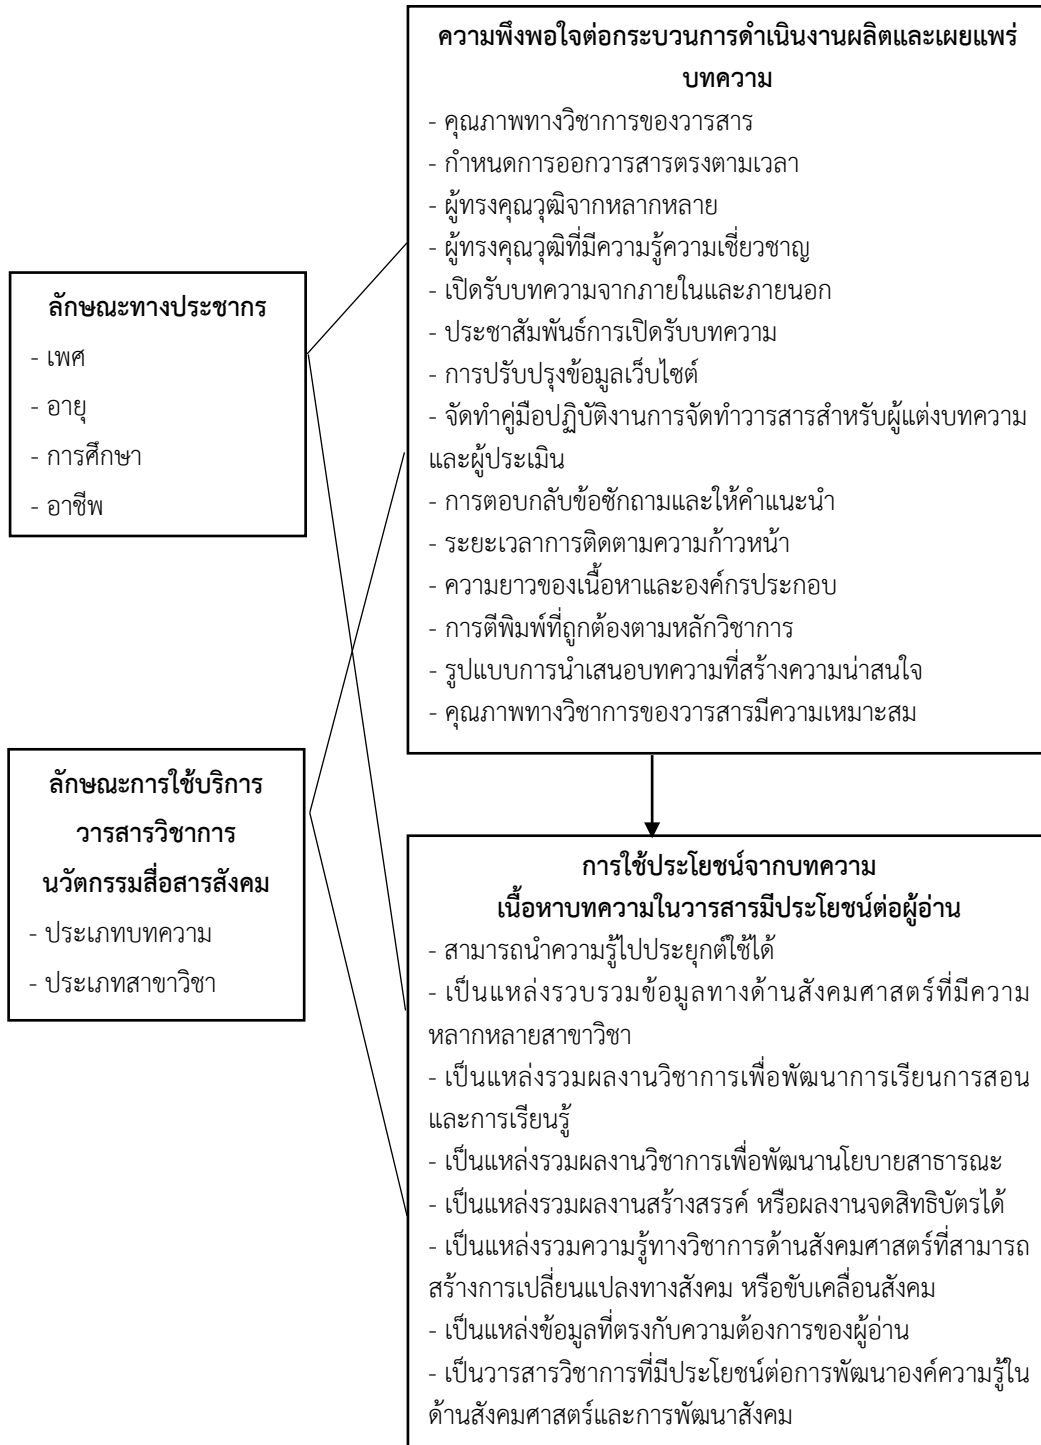 ความพึงพอใจต่อกระบวนการดำเนินงานผลิตและเผยแพร่
บทความ
- คุณภาพทางวิชาการของวารสาร
- กำหนดการออกวารสารตรงตามเวลา
- ผู้ทรงคุณวุฒิจากหลากหลาย
- ผู้ทรงคุณวุฒิที่มีความรู้ความเชี่ยวชาญ
- เปิดรับบทความจากภายในและภายนอก
- ประชาสัมพันธ์การเปิดรับบทความ
- การปรับปรุงข้อมูลเว็บไซต์
- จัดทำคู่มือปฏิบัติงานการจัดทำวารสารสำหรับผู้แต่งบทความ
และผู้ประเมิน
- การตอบกลับข้อซักถามและให้คำแนะนำ
- ระยะเวลาการติดตามความก้าวหน้า
- ความยาวของเนื้อหาและองค์กรประกอบ
- การตีพิมพ์ที่ถูกต้องตามหลักวิชาการ
- รูปแบบการนำเสนอบทความที่สร้างความน่าสนใจ
- คุณภาพทางวิชาการของวารสารมีความเหมาะสม
ลักษณะทางประชากร
- เพศ
- อายุ
- การศึกษา
- อาชีพ
ลักษณะการใช้บริการ
วารสารวิชาการ
นวัตกรรมสื่อสารสังคม
- ประเภทบทความ
- ประเภทสาขาวิชา
การใช้ประโยชน์จากบทความ
เนื้อหาบทความในวารสารมีประโยชน์ต่อผู้อ่าน
- สามารถนำความรู้ไปประยุกต์ใช้ได้
- เป็นแหล่งรวบรวมข้อมูลทางด้านสังคมศาสตร์ที่มีความ
หลากหลายสาขาวิชา
- เป็นแหล่งรวมผลงานวิชาการเพื่อพัฒนาการเรียนการสอน
และการเรียนรู้
- เป็นแหล่งรวมผลงานวิชาการเพื่อพัฒนานโยบายสาธารณะ
- เป็นแหล่งรวมผลงานสร้างสรรค์ หรือผลงานจดสิทธิบัตรได้
- เป็นแหล่งรวมความรู้ทางวิชาการด้านสังคมศาสตร์ที่สามารถ
สร้างการเปลี่ยนแปลงทางสังคม หรือขับเคลื่อนสังคม
- เป็นแหล่งข้อมูลที่ตรงกับความต้องการของผู้อ่าน
- เป็นวารสารวิชาการที่มีประโยชน์ต่อการพัฒนาองค์ความรู้ใน
ด้านสังคมศาสตร์และการพัฒนาสังคม